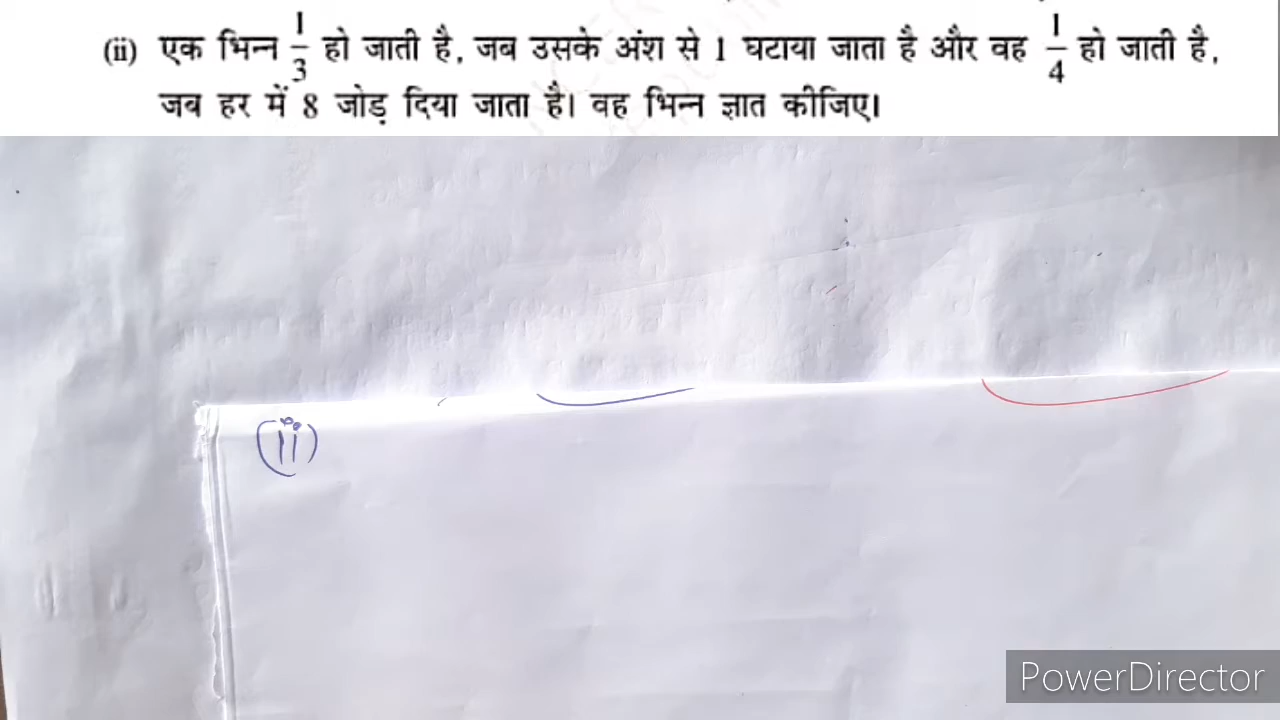 (ii) एक भिन्न 1/3 हो जाती है, जब उसके अंश से 1 घटाया जाता है और वह 1/4 हो जाती है,
जब हर में 8 जोड़ दिया जाता है। वह भिन्न ज्ञात कीजिए।
(ii)
PowerDirector